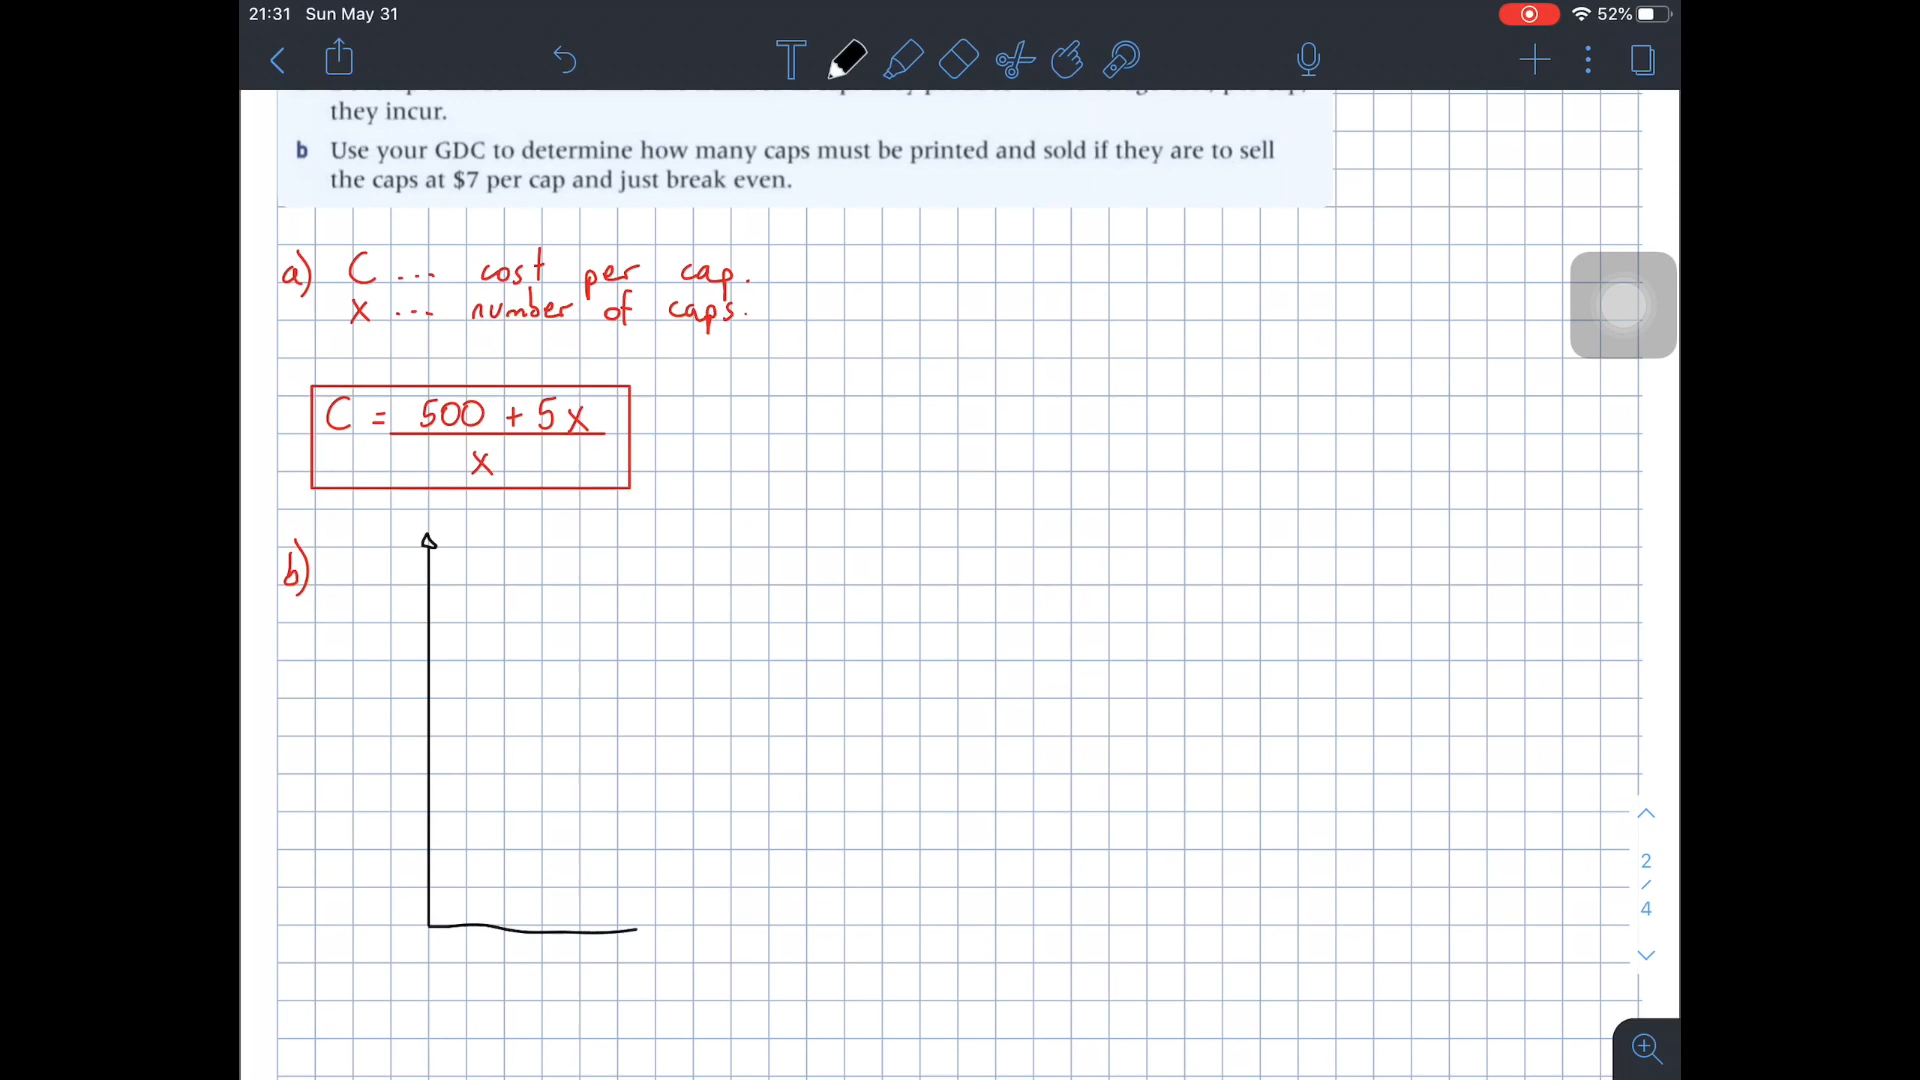 21:31 Sun May 31
52%
they incur.
b Use your GDC to determine how many caps must be printed and sold if they are to sell
the caps at $7 per cap and just break even.
a) C ... cost per cap.
x ... number of caps.
C = 500 + 5x
x
b)
2
/
4